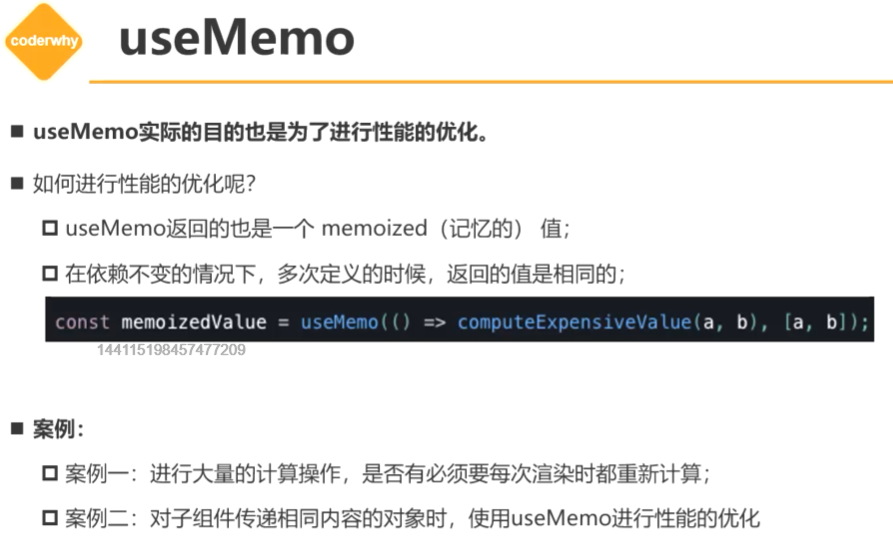 coderwhy
useMemo
■ useMemo实际的目的也是为了进行性能的优化。
■ 如何进行性能的优化呢？
useMemo返回的也是一个 memoized（记忆的） 值；
在依赖不变的情况下，多次定义的时候，返回的值是相同的；
const memoizedValue = useMemo(() => computeExpensiveValue(a, b), [a, b]);
144115198457477209
■ 案例：
案例一：进行大量的计算操作，是否有必须要每次渲染时都重新计算；
案例二：对子组件传递相同内容的对象时，使用useMemo进行性能的优化